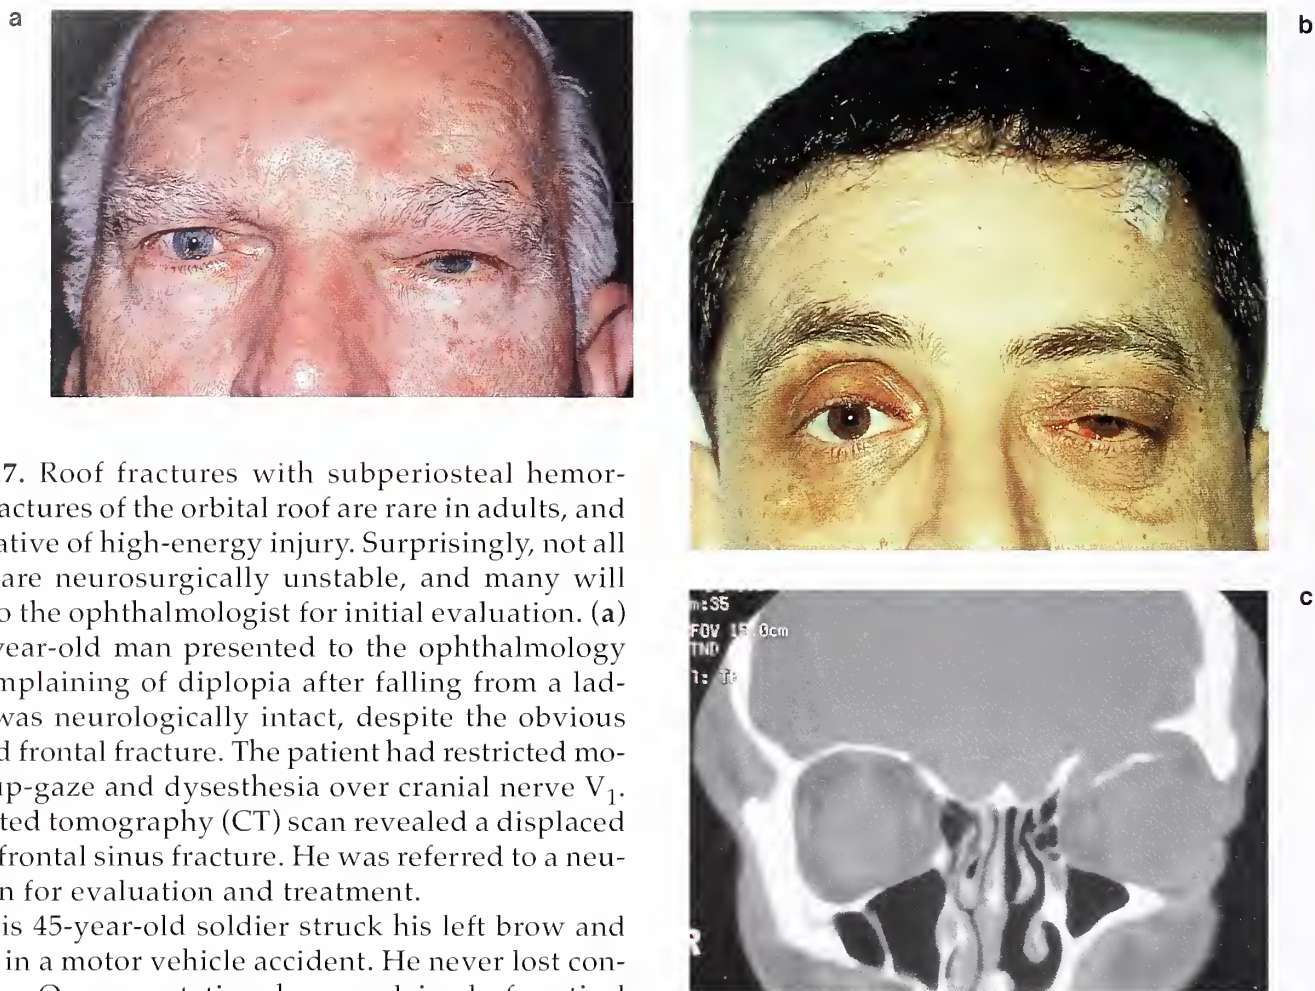 a
b
7. Roof fractures with subperiosteal hemor-
actures of the orbital roof are rare in adults, and
ative of high-energy injury. Surprisingly, not all
are neurosurgically unstable, and many will
o the ophthalmologist for initial evaluation. (a)
year-old man presented to the ophthalmology
mplaining of diplopia after falling from a lad-
was neurologically intact, despite the obvious
d frontal fracture. The patient had restricted mo-
up-gaze and dysesthesia over cranial nerve V1.
ted tomography (CT) scan revealed a displaced
frontal sinus fracture. He was referred to a neu-
n for evaluation and treatment.
is 45-year-old soldier struck his left brow and
in a motor vehicle accident. He never lost con-
c
m:S5
FOV 15.0cm
TND
R